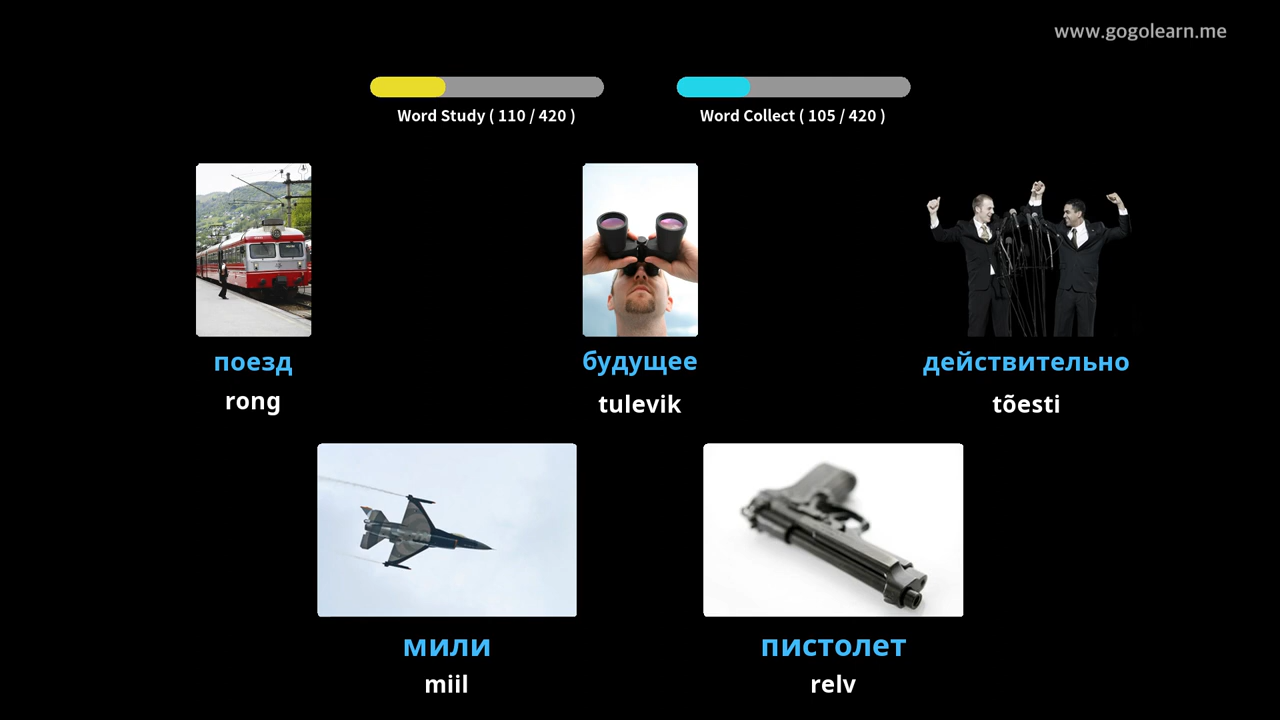 www.gogolearn.me
Word Study ( 110 / 420 )
Word Collect ( 105 / 420 )
поезд
rong
будущее
tulevik
действительно
tõesti
мили
miil
пистолет
relv